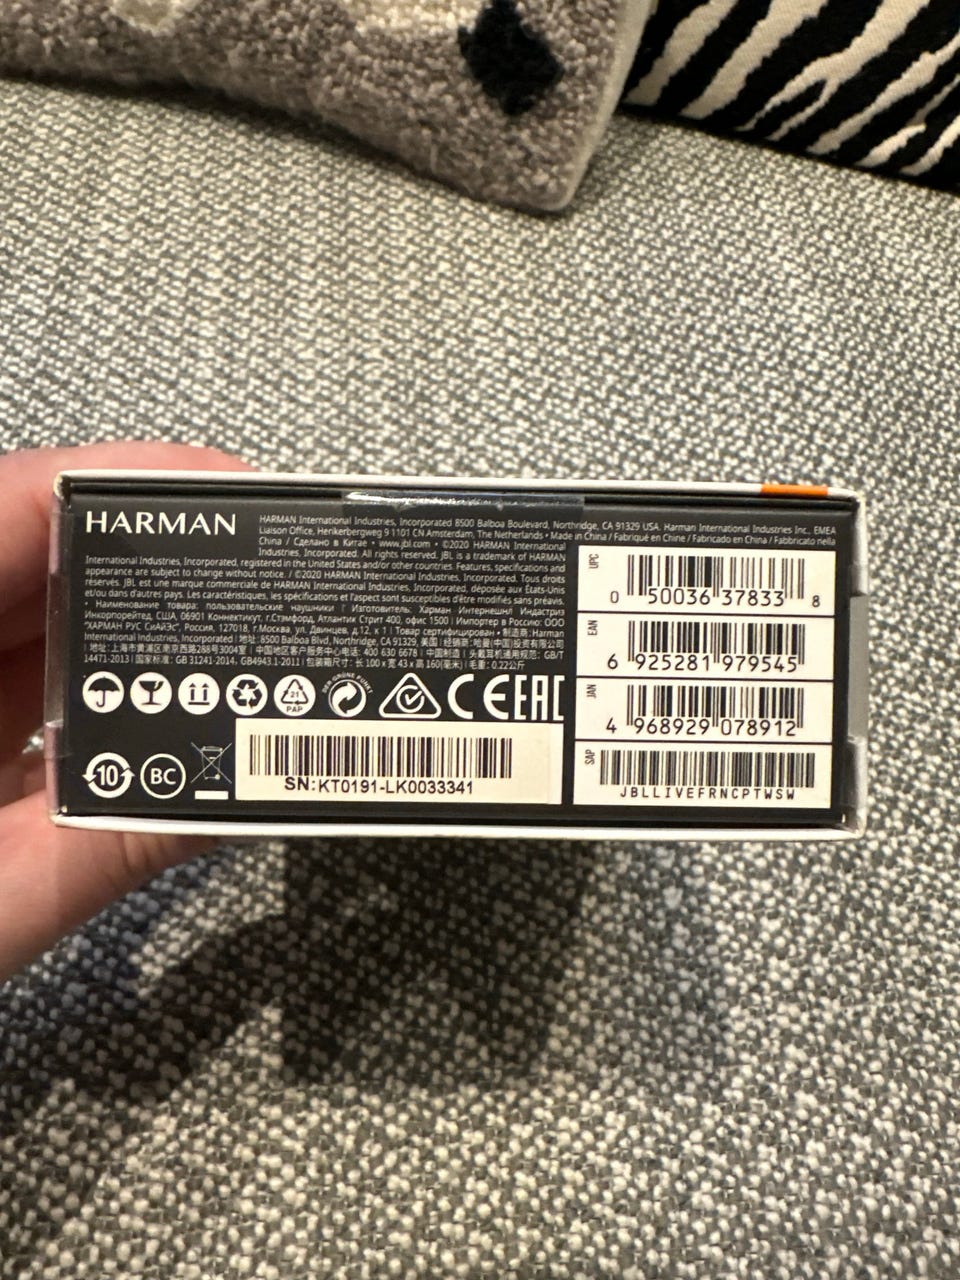 HARMAN
HARMAN International Industries, Incorporated 8500 Balboa Boulevard, Northridge, CA 91329 USA. Harman International Industries Inc., EMEA
Liaison Office, Herikerbergweg 9 1101 CN Amsterdam, The Netherlands • Made in China / Fabriqué en Chine / Fabricado en China / Fabbricato nella
China / Сделано в Китае • www.jbl.com • ©2020 HARMAN International
Industries, Incorporated. All rights reserved. JBL is a trademark of HARMAN
International Industries, Incorporated, registered in the United States and/or other countries. Features, specifications and
appearance are subject to change without notice. / ©2020 HARMAN International Industries, Incorporated. Tous droits
réservés. JBL est une marque commerciale de HARMAN International Industries, Incorporated, déposée aux États-Unis
et/ou dans d'autres pays. Les caractéristiques, les spécifications et l'aspect sont susceptibles d'être modifiés sans préavis.
• Наименование товара: пользовательские наушники | Изготовитель: Харман Интернешнл Индастриз
Инкорпорейтед, США, 06901 Коннектикут, г.Стэмфорд, Атлантик Стрит 400, офис 1500 | Импортер в Россию: ООО
"ХАРМАН РУС СиАйЭс", Россия, 127018, г.Москва, ул. Двинцев, д.12, к 1 | Товар сертифицирован • 制造商: Harman
International Industries, Incorporated | 地址: 8500 Balboa Blvd, Northridge, CA 91329, 美国 | 经销商: 哈曼(中国)投资有限公司
| 地址: 上海市黄浦区南京西路288号3004室 | 中国地区客户服务中心电话: 400 630 6678 | 中国制造 | 头戴耳机通用规范: GB/T
14471-2013 | 国家标准: GB 31241-2014, GB4943.1-2011 | 包装箱尺寸: 长 100 x 宽 43 x 高 160(毫米) | 毛重: 0.22公斤
21
PAP
DER GRÜNE PUNKT
CE EAC
10
BC
SN:KT0191-LK0033341
UPC
0 50036 37833 8
EAN
6 925281 979545
JAN
4 968929 078912
SAP
JBLLIVEFRNCPTWSW